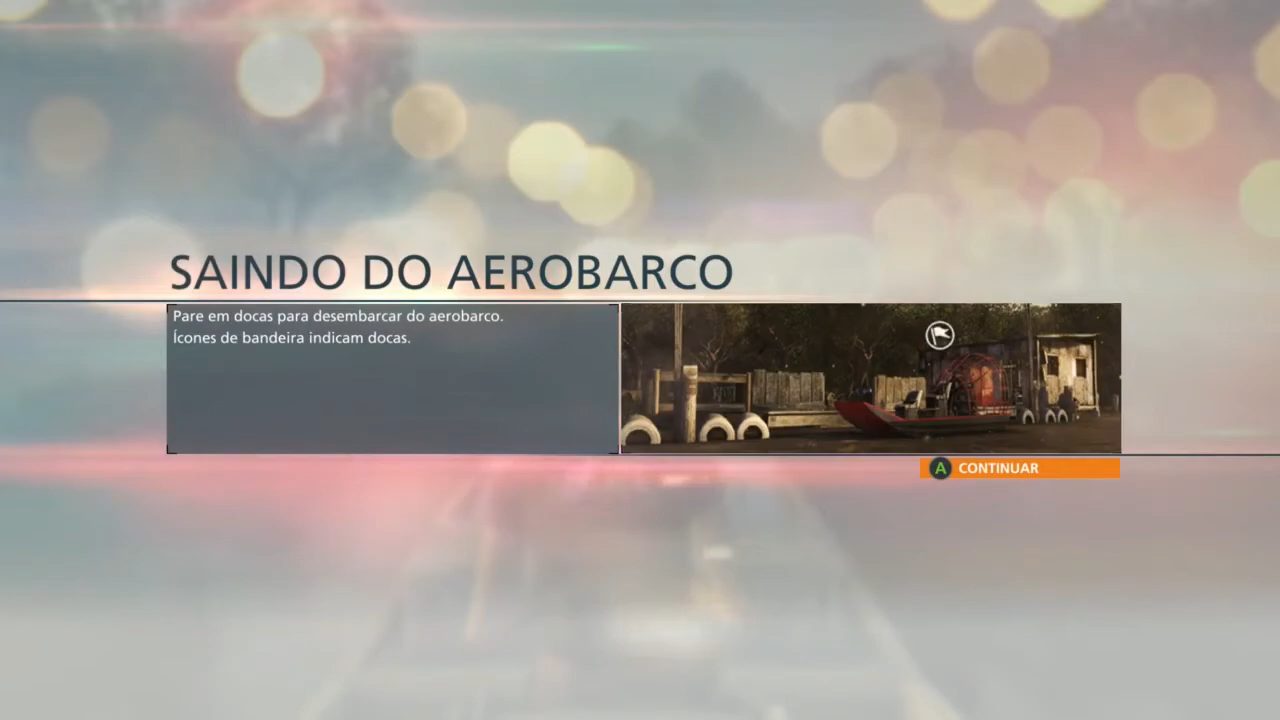 SAINDO DO AEROBARCO
Pare em docas para desembarcar do aerobarco.
Ícones de bandeira indicam docas.
A CONTINUAR